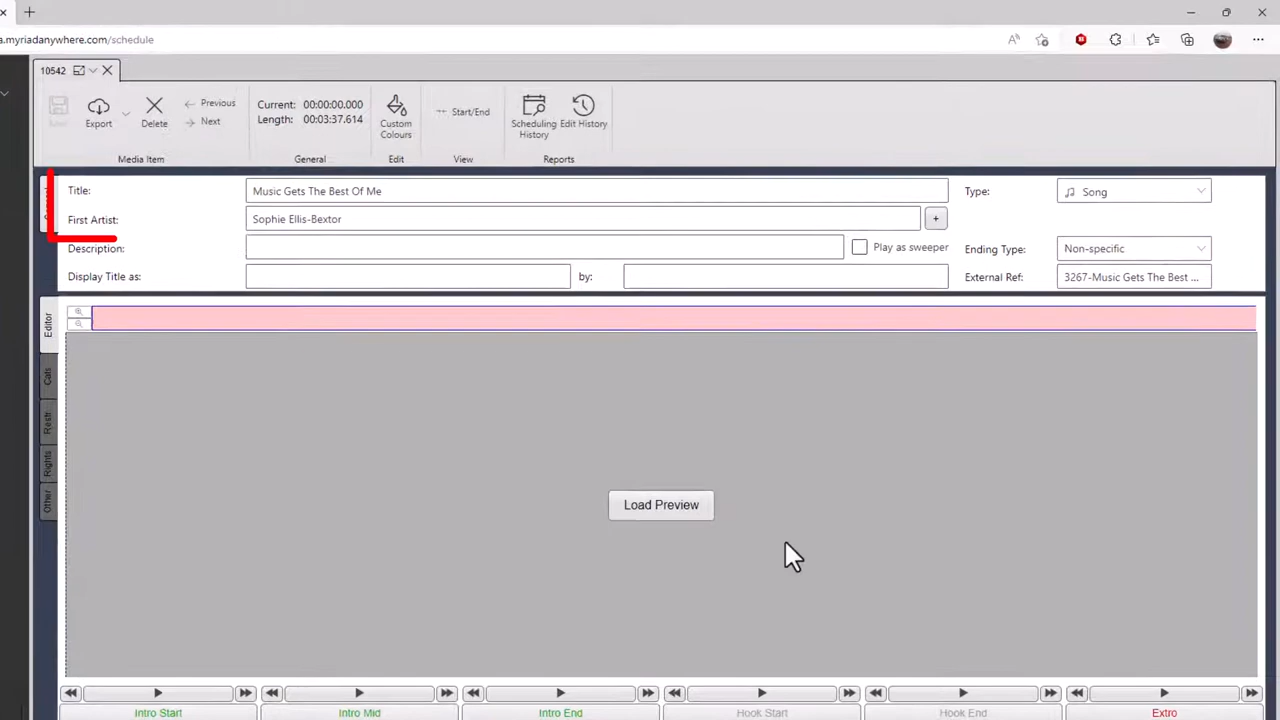 a.myriadanywhere.com/schedule
10542
Export
Delete
Previous
Next
Current: 00:00:00.000
Length: 00:03:37.614
Custom
Colours
Start/End
Scheduling
History
Edit History
Media Item
General
Edit
View
Reports
Title: Music Gets The Best Of Me
Type: Song
First Artist: Sophie Ellis-Bextor +
Description:
Play as sweeper
Ending Type: Non-specific
Display Title as:
by:
External Ref: 3267-Music Gets The Best ...
Editor
Cats
Restr
Rights
Other
Load Preview
Intro Start
Intro Mid
Intro End
Hook Start
Hook End
Extro